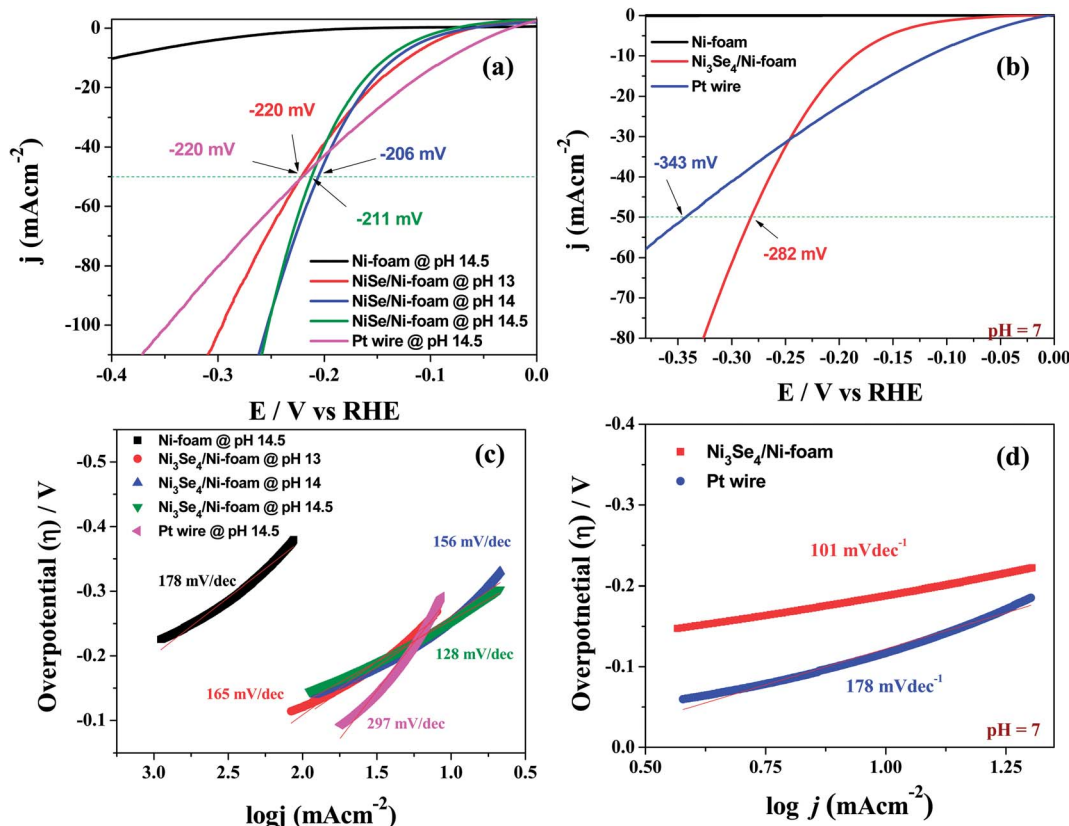 0
-20
-40
-60
-80
-100
j (mAcm⁻²)
(a)
-220 mV
-220 mV
-206 mV
-211 mV
Ni-foam @ pH 14.5
NiSe/Ni-foam @ pH 13
NiSe/Ni-foam @ pH 14
NiSe/Ni-foam @ pH 14.5
Pt wire @ pH 14.5
-0.4 -0.3 -0.2 -0.1 0.0
E / V vs RHE
0
-10
-20
-30
-40
-50
-60
-70
80
j (mAcm⁻²)
Ni-foam
Ni₃Se₄/Ni-foam
Pt wire
(b)
-343 mV
-282 mV
pH = 7
-0.35 -0.30 -0.25 -0.20 -0.15 -0.10 -0.05 0.00
E / V vs RHE
-0.5
-0.4
-0.3
-0.2
-0.1
Overpotential (η) / V
Ni-foam @ pH 14.5
Ni₃Se₄/Ni-foam @ pH 13
Ni₃Se₄/Ni-foam @ pH 14
Ni₃Se₄/Ni-foam @ pH 14.5
Pt wire @ pH 14.5
(c)
178 mV/dec
156 mV/dec
128 mV/dec
165 mV/dec
297 mV/dec
3.0 2.5 2.0 1.5 1.0 0.5
logj (mAcm⁻²)
-0.4
-0.3
-0.2
-0.1
0.0
Overpotnetial (η) / V
Ni₃Se₄/Ni-foam
Pt wire
(d)
101 mVdec⁻¹
178 mVdec⁻¹
pH = 7
0.50 0.75 1.00 1.25
log j (mAcm⁻²)